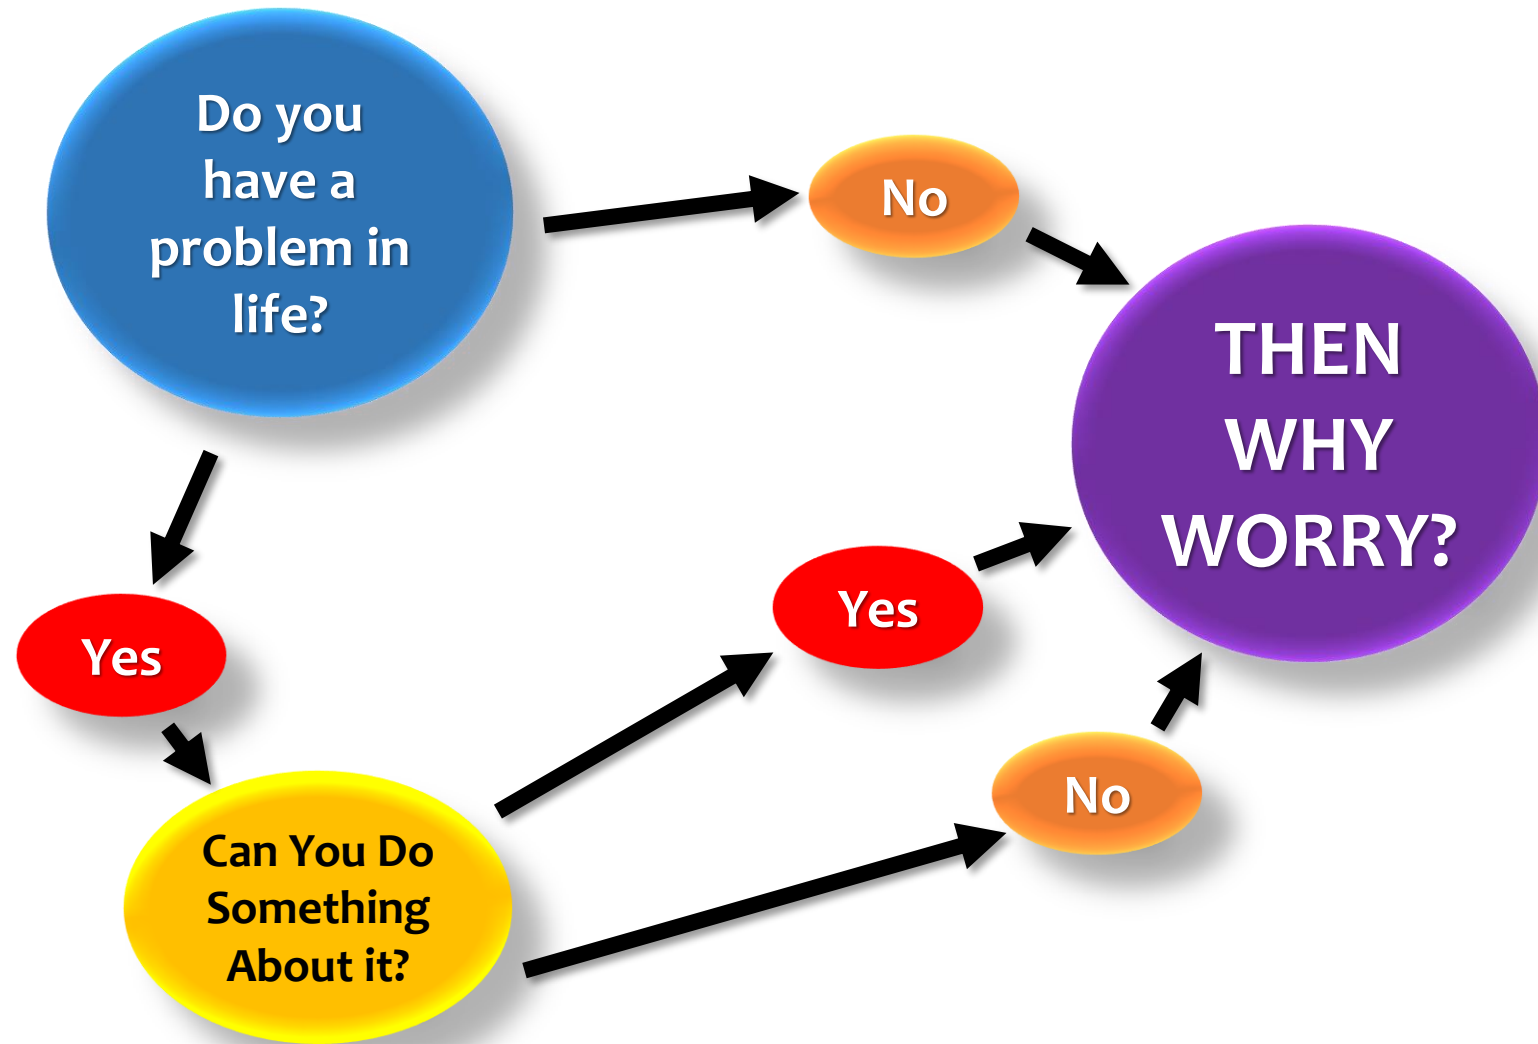 Do you
have a
problem in
life?
No
THEN
WHY
WORRY?
Yes
Yes
No
Can You Do
Something
About it?